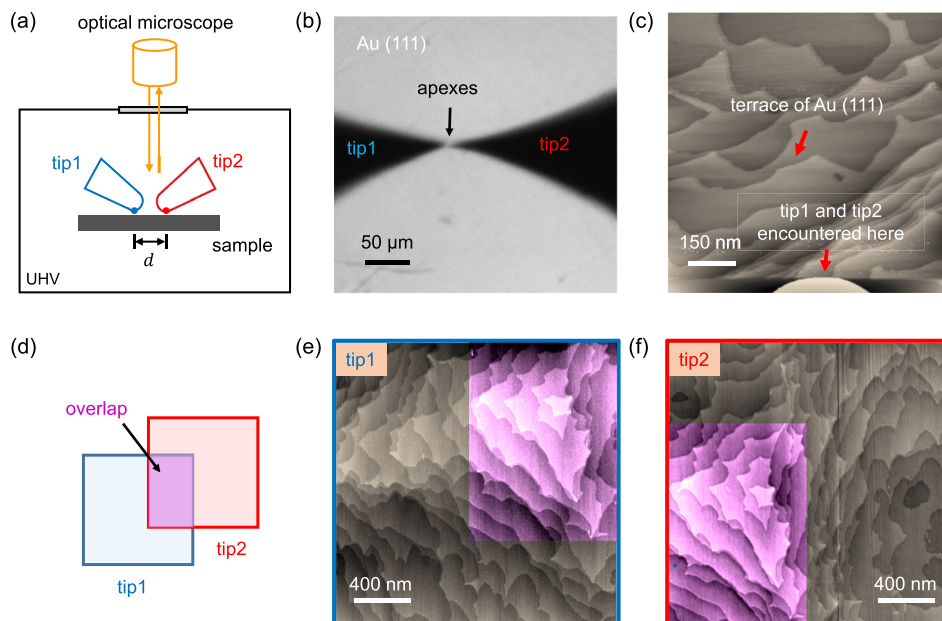 (a)
optical microscope
tip1
tip2
sample
d
UHV
(b)
Au (111)
apexes
tip1
tip2
50 µm
(c)
terrace of Au (111)
tip1 and tip2
encountered here
150 nm
(d)
overlap
tip2
tip1
(e)
tip1
400 nm
(f)
tip2
400 nm